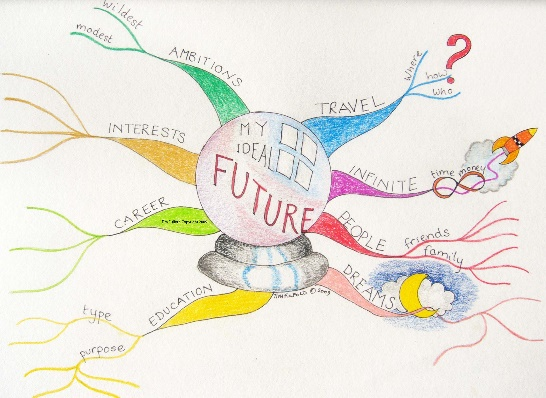 MY
IDEAL
FUTURE
wildest
modest
AMBITIONS
INTERESTS
CAREER
EDUCATION
type
purpose
TRAVEL
where
how
who
?
INFINITE
time money
PEOPLE
friends
family
DREAMS
© 2009